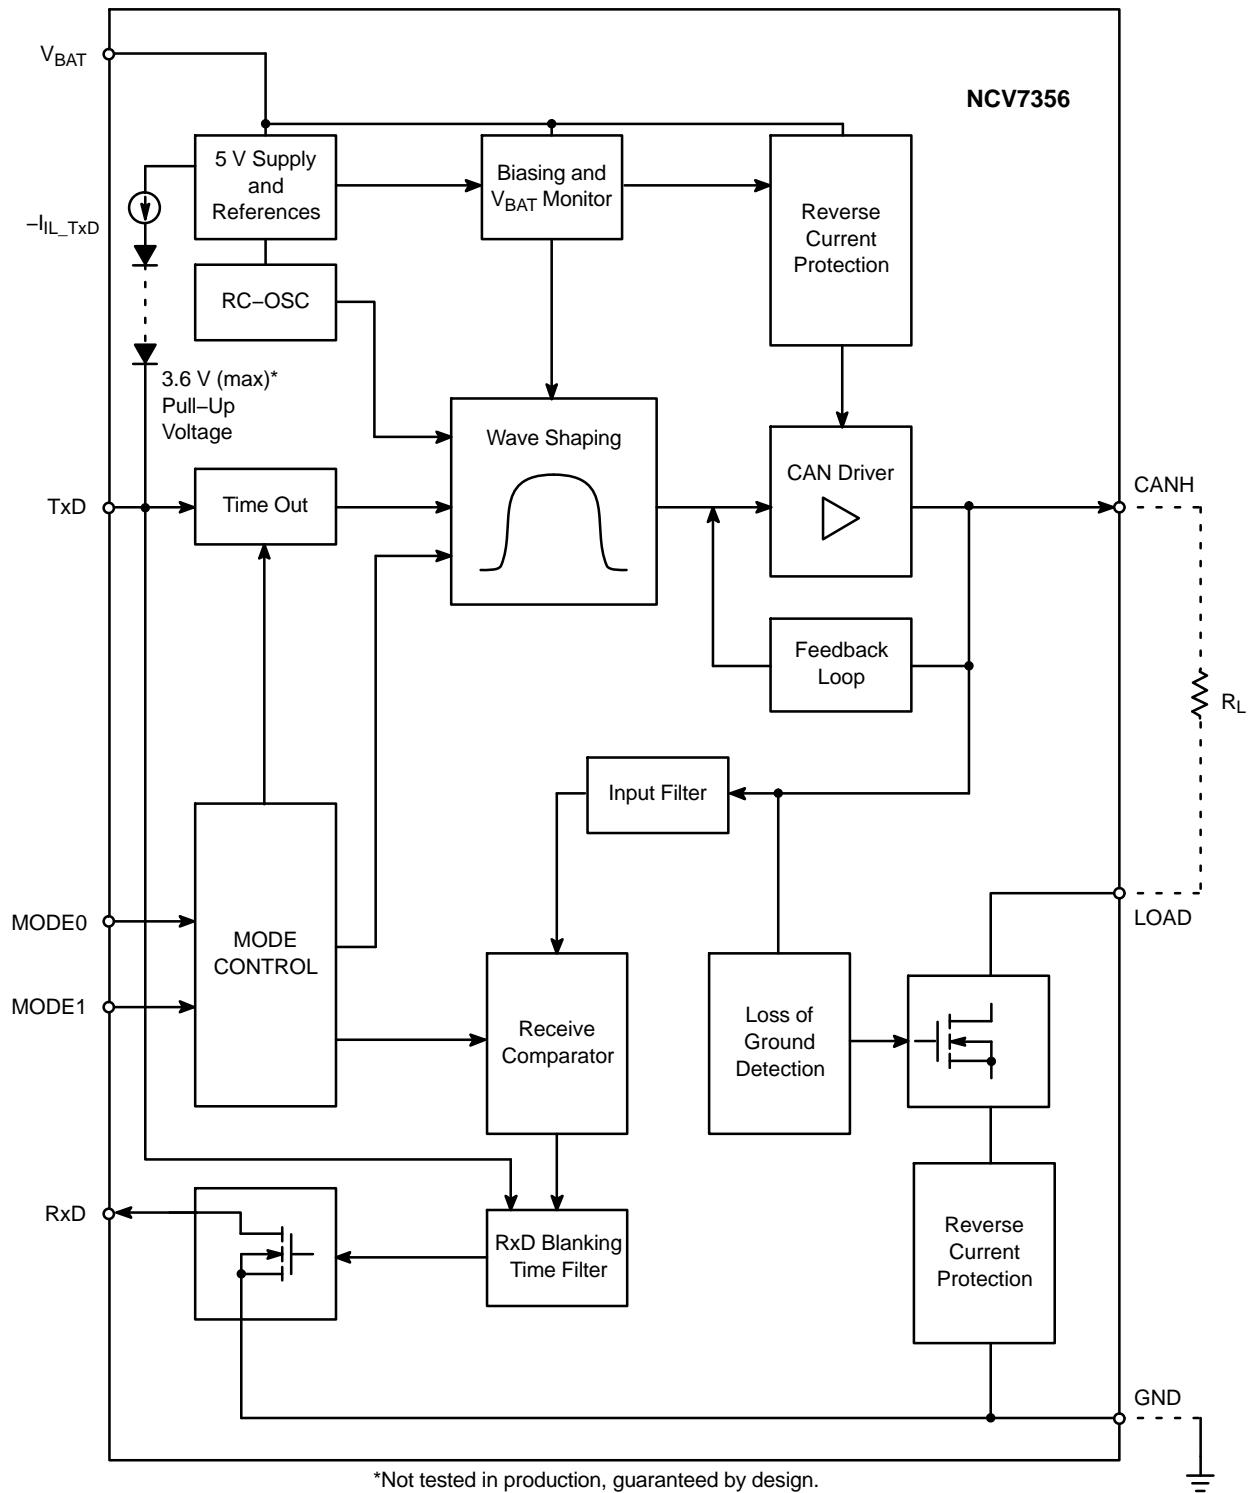 V_BAT
NCV7356
5 V Supply
and
References
Biasing and
V_BAT Monitor
Reverse
Current
Protection
–I_IL_TxD
RC–OSC
3.6 V (max)*
Pull–Up
Voltage
Wave Shaping
CAN Driver
CANH
TxD
Time Out
Feedback
Loop
R_L
Input Filter
MODE0
LOAD
MODE
CONTROL
MODE1
Receive
Comparator
Loss of
Ground
Detection
RxD
RxD Blanking
Time Filter
Reverse
Current
Protection
GND
*Not tested in production, guaranteed by design.